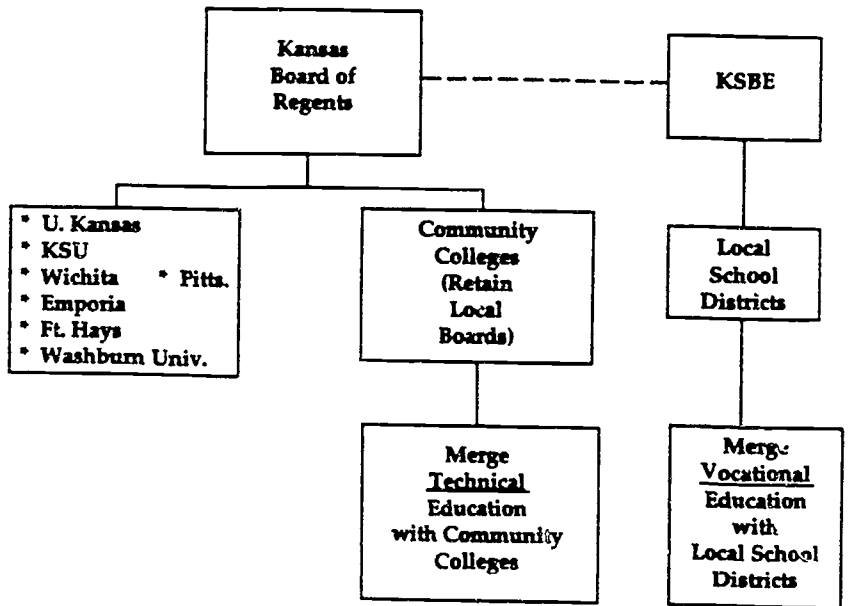 Kansas
Board of
Regents
KSBE
* U. Kansas
* KSU
* Wichita * Pitts.
* Emporia
* Ft. Hays
* Washburn Univ.
Community
Colleges
(Retain
Local
Boards)
Local
School
Districts
Merge
Technical
Education
with Community
Colleges
Merge
Vocational
Education
with
Local School
Districts